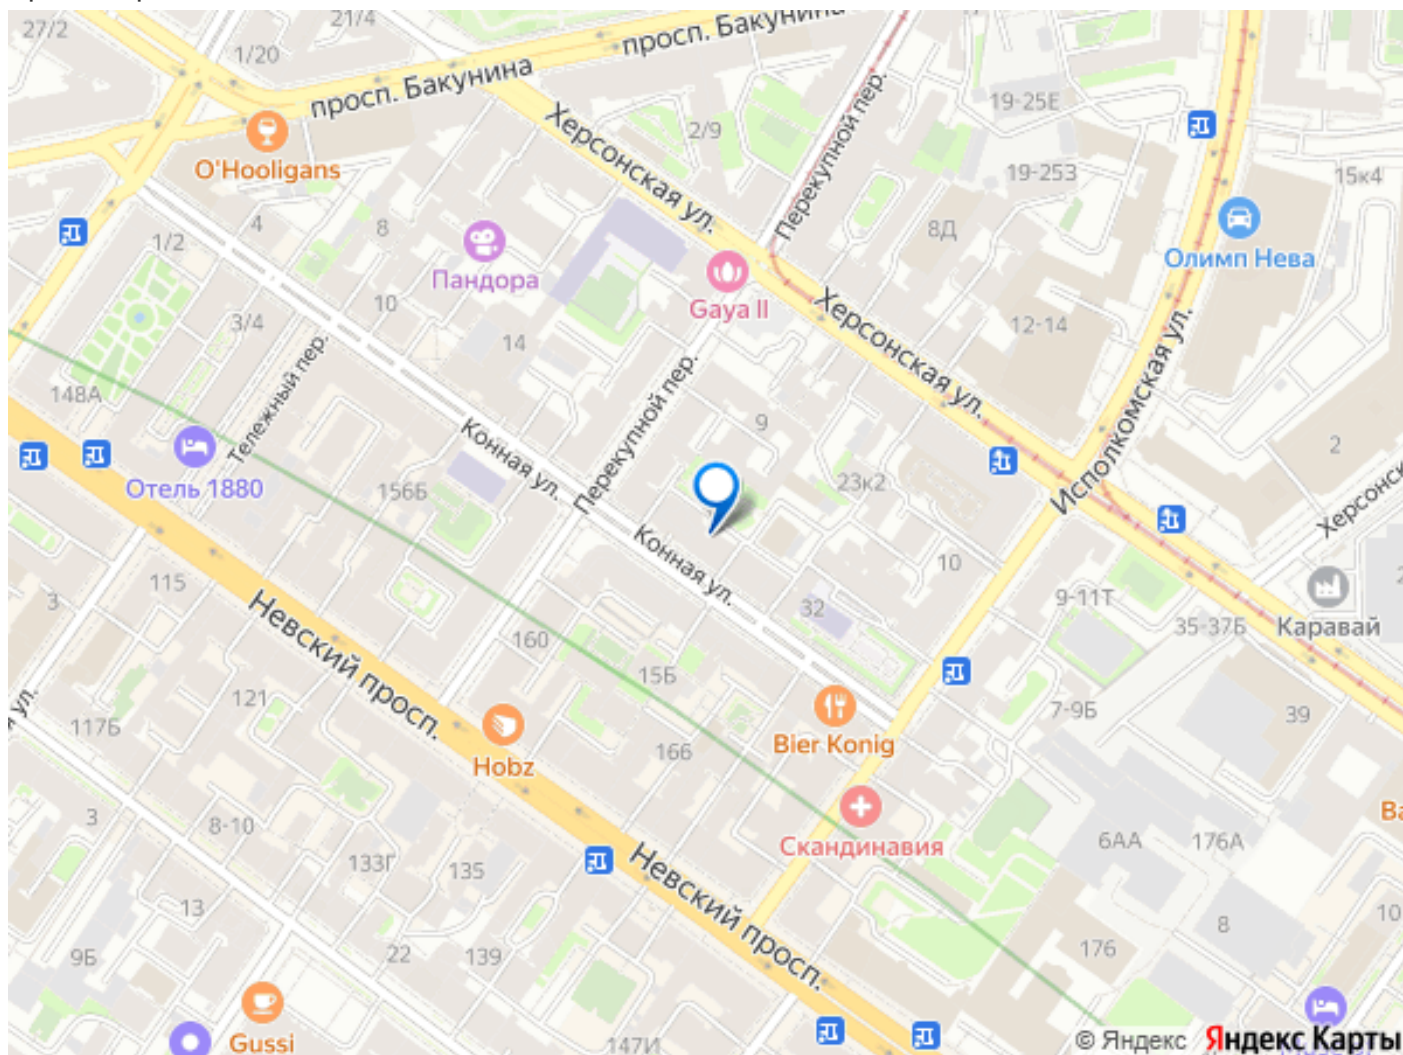 27/2
21/4
1/20
просп. Бакунина
просп. Бакунина
O'Hooligans
Херсонская ул.
2/9
Перекупной пер.
19-25Е
19-253
15к4
Олимп Нева
8Д
4
8
1/2
Пандора
Gaya II
10
3/4
14
12-14
Херсонская ул.
Исполкомская ул.
148А
Тележный пер.
Отель 1880
Конная ул.
Перекупной пер.
9
2
156Б
23к2
Херсонск
Конная ул.
115
3
10
32
9-11Т
35-37Б
Каравай
Невский просп.
160
15Б
121
117Б
7-9Б
39
166
Bier Konig
Hobz
3
8-10
133Г
135
Скандинавия
6АА
176А
Ba
Невский просп.
13
22
139
9Б
8
10
176
Gussi
147И
© Яндекс Яндекс Карты